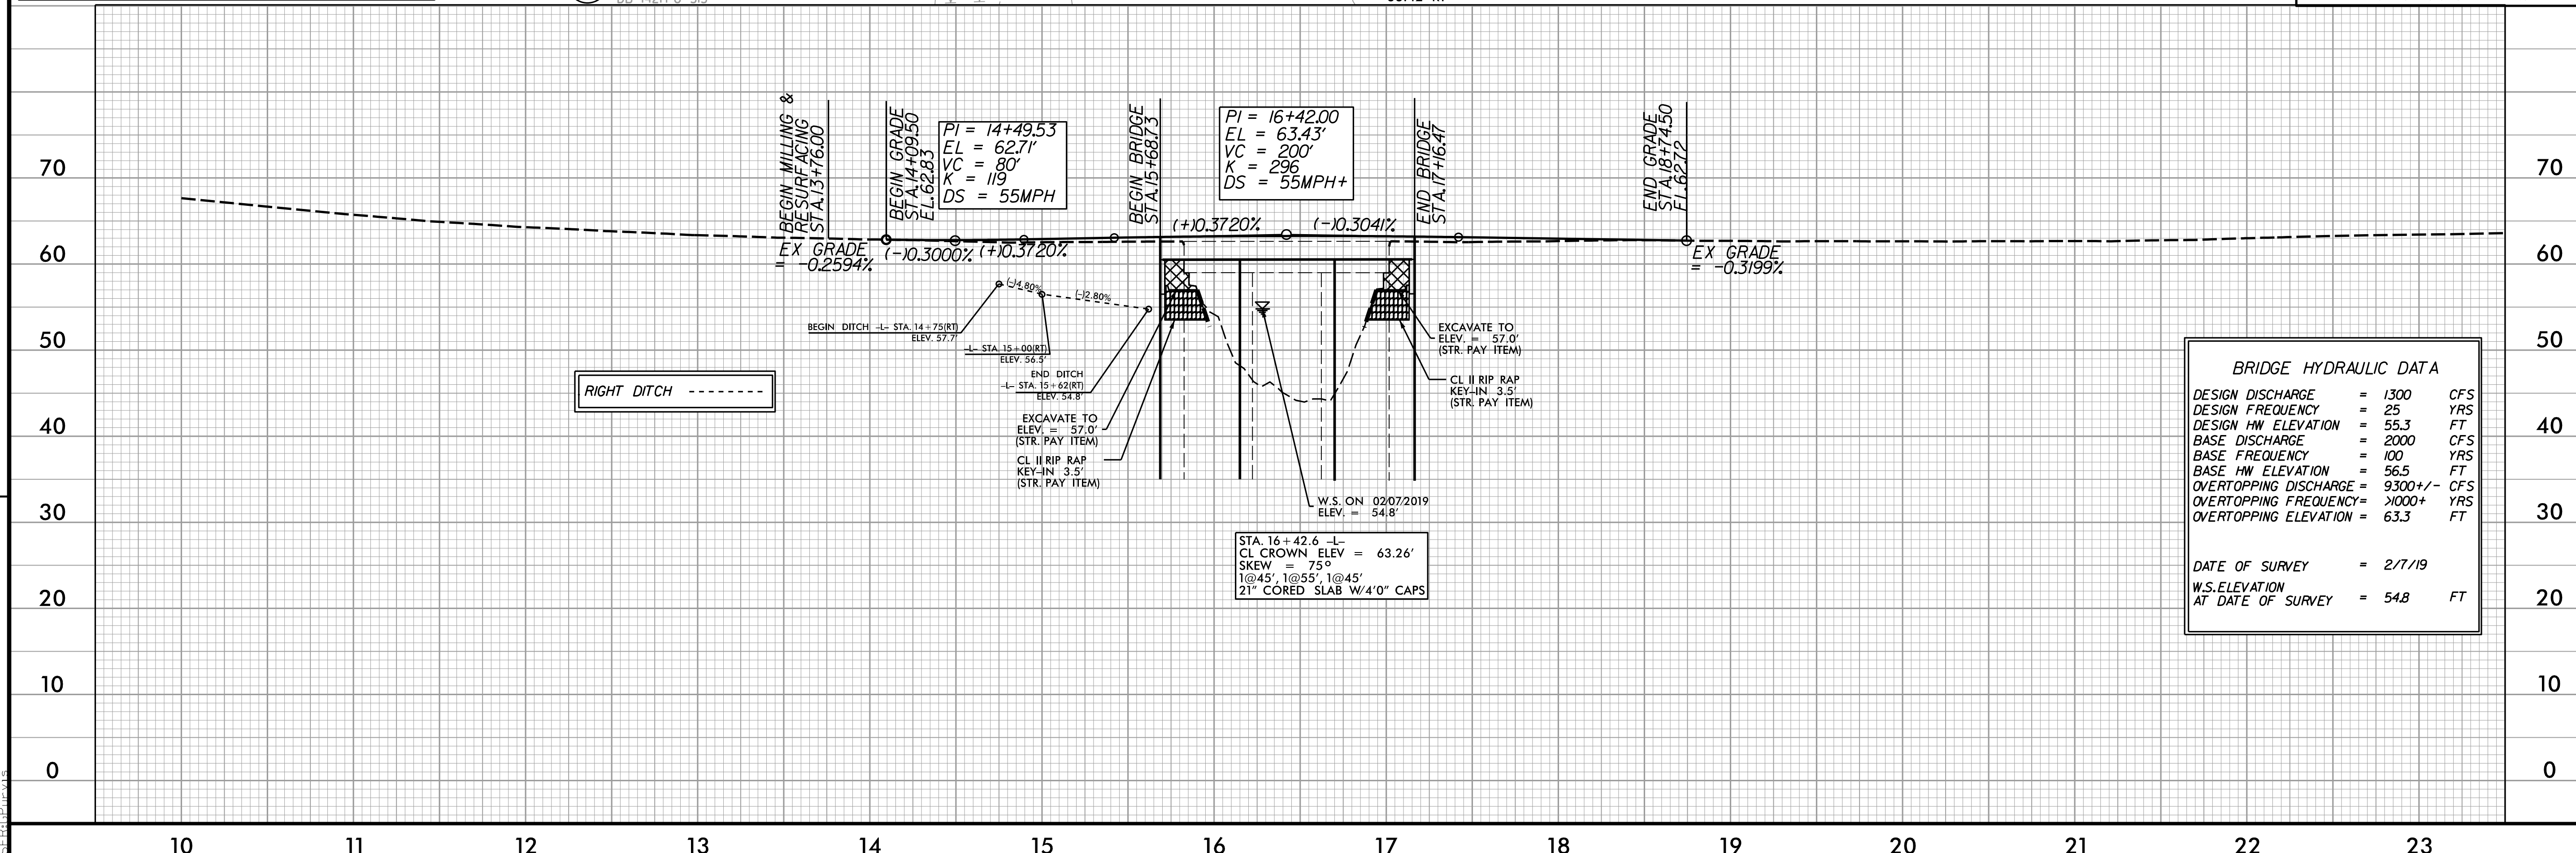 BEGIN MILLING &
RESURFACING
STA.13+76.00
BEGIN GRADE
STA.14+09.50
EL.62.83
PI = 14+49.53
EL = 62.71'
VC = 80'
K = 119
DS = 55MPH
BEGIN BRIDGE
STA.15+68.73
PI = 16+42.00
EL = 63.43'
VC = 200'
K = 296
DS = 55MPH+
END BRIDGE
STA.17+16.47
END GRADE
STA.18+74.50
EL.62.72
70
70
(+)0.3720%
(-)0.3041%
EX GRADE
= -0.2594%
(-)0.3000%
(+)0.3720%
EX GRADE
= -0.3199%
60
60
(-)4.80%
(-)2.80%
BEGIN DITCH -L- STA. 14+75(RT)
ELEV. 57.7'
-L- STA. 15+00(RT)
ELEV. 56.5'
END DITCH
-L- STA. 15+62(RT)
ELEV. 54.8'
EXCAVATE TO
ELEV. = 57.0'
(STR. PAY ITEM)
CL II RIP RAP
KEY-IN 3.5'
(STR. PAY ITEM)
EXCAVATE TO
ELEV. = 57.0'
(STR. PAY ITEM)
CL II RIP RAP
KEY-IN 3.5'
(STR. PAY ITEM)
50
50
RIGHT DITCH
40
40
W.S. ON 02/07/2019
ELEV. = 54.8'
STA. 16+42.6 -L-
CL CROWN ELEV = 63.26'
SKEW = 75°
1@45', 1@55', 1@45'
21" CORED SLAB W/4'0" CAPS
BRIDGE HYDRAULIC DATA
DESIGN DISCHARGE = 1300 CFS
DESIGN FREQUENCY = 25 YRS
DESIGN HW ELEVATION = 55.3 FT
BASE DISCHARGE = 2000 CFS
BASE FREQUENCY = 100 YRS
BASE HW ELEVATION = 56.5 FT
OVERTOPPING DISCHARGE = 9300+/- CFS
OVERTOPPING FREQUENCY= >1000+ YRS
OVERTOPPING ELEVATION = 63.3 FT
DATE OF SURVEY = 2/7/19
W.S.ELEVATION
AT DATE OF SURVEY = 54.8 FT
30
30
20
20
10
10
0
0
10 11 12 13 14 15 16 17 18 19 20 21 22 23